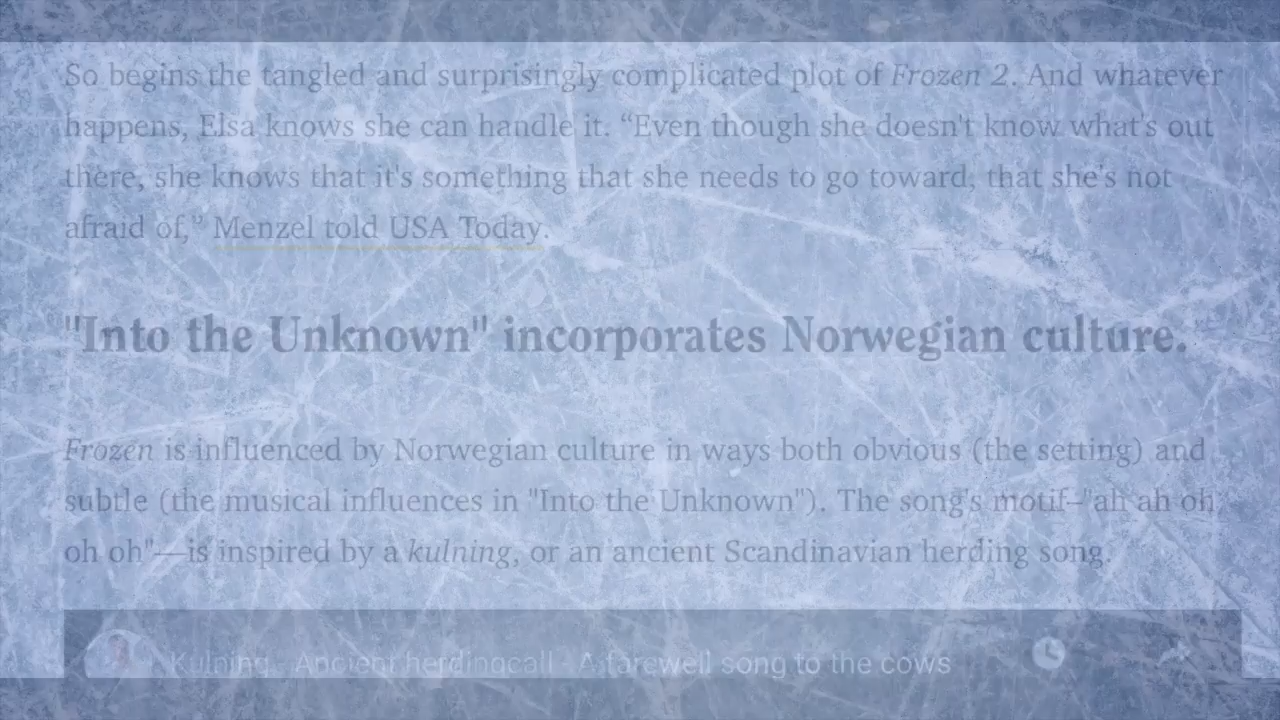 So begins the tangled and surprisingly complicated plot of Frozen 2. And whatever
happens, Elsa knows she can handle it. “Even though she doesn't know what's out
there, she knows that it's something that she needs to go toward, that she's not
afraid of,” Menzel told USA Today.
"Into the Unknown" incorporates Norwegian culture.
Frozen is influenced by Norwegian culture in ways both obvious (the setting) and
subtle (the musical influences in "Into the Unknown"). The song's motif–"ah ah oh
oh oh"—is inspired by a kulning, or an ancient Scandinavian herding song.
Kulning - Ancient herdingcall - A farewell song to the cows